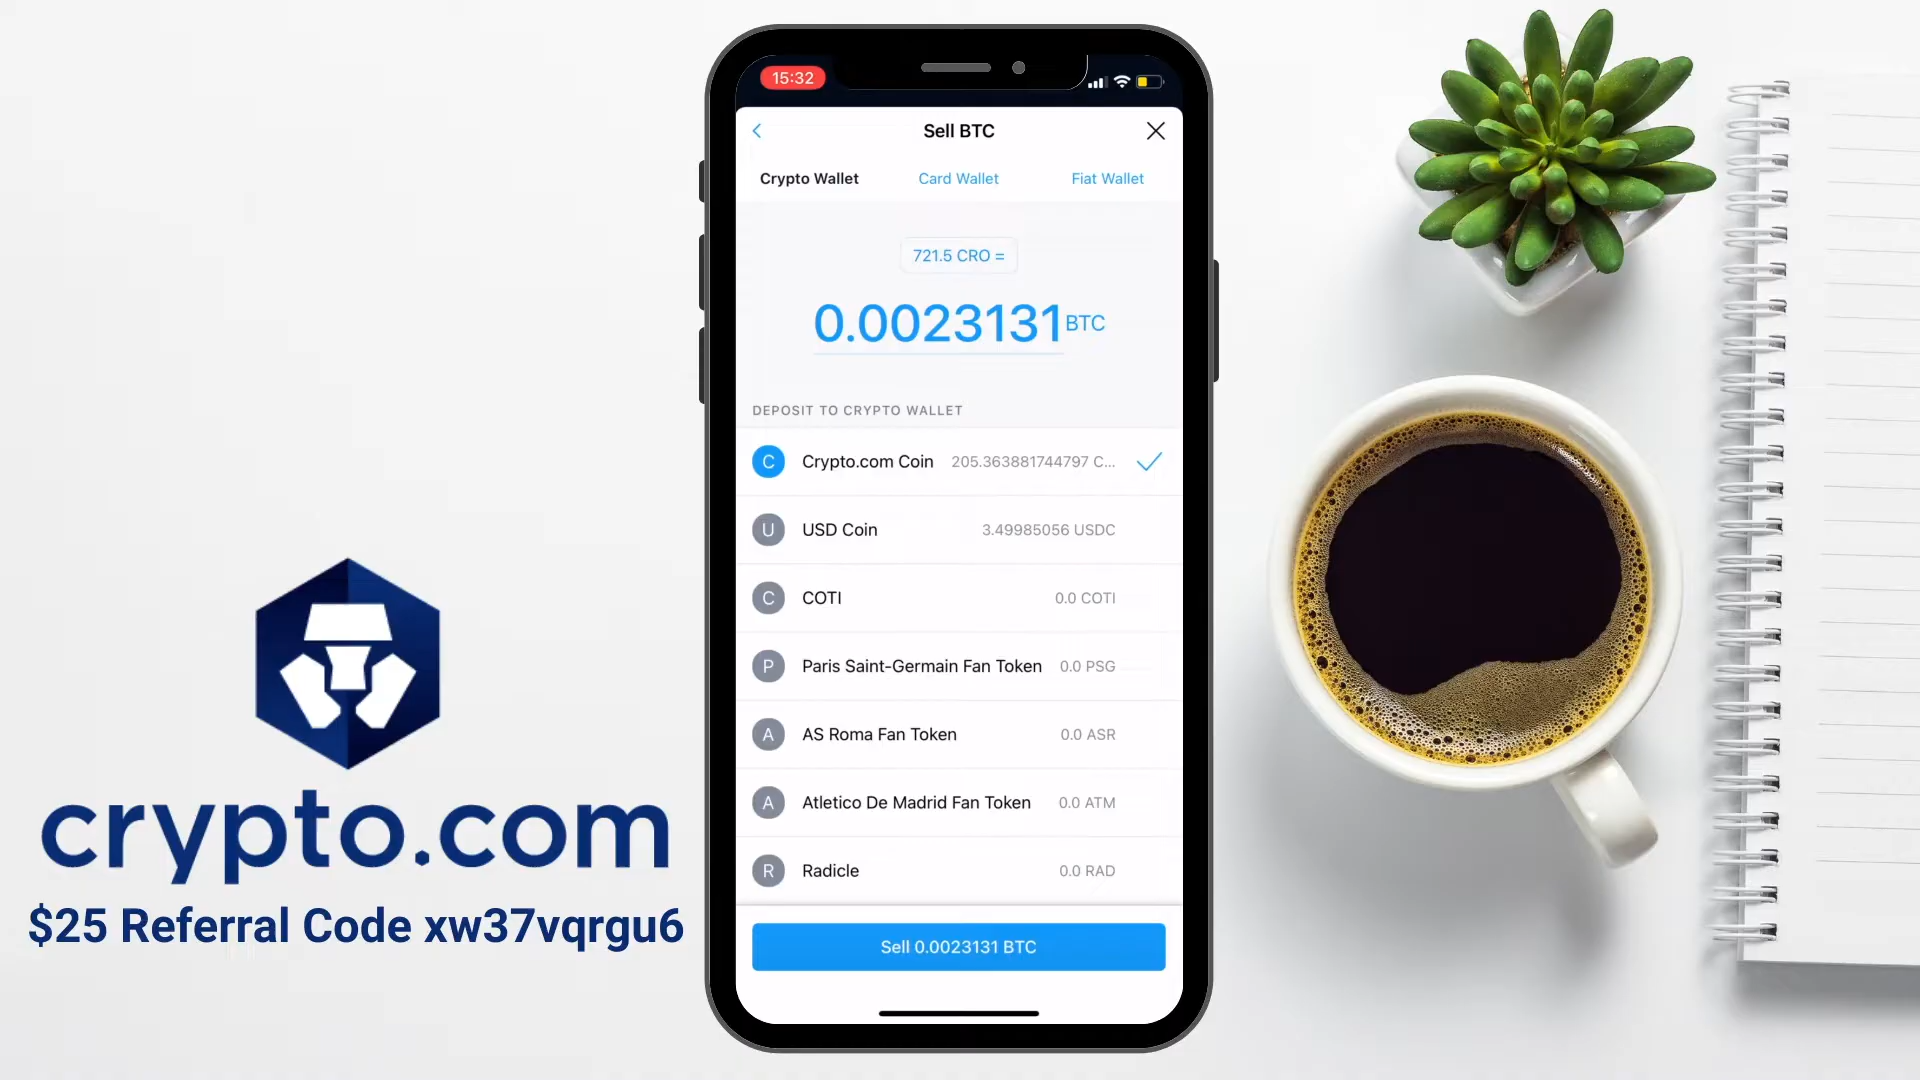 15:32
Sell BTC
Crypto Wallet Card Wallet Fiat Wallet
721.5 CRO =
0.0023131 BTC
DEPOSIT TO CRYPTO WALLET
C Crypto.com Coin 205.363881744797 C...
U USD Coin 3.49985056 USDC
C COTI 0.0 COTI
P Paris Saint-Germain Fan Token 0.0 PSG
A AS Roma Fan Token 0.0 ASR
A Atletico De Madrid Fan Token 0.0 ATM
R Radicle 0.0 RAD
Sell 0.0023131 BTC
crypto.com
$25 Referral Code xw37vqrgu6